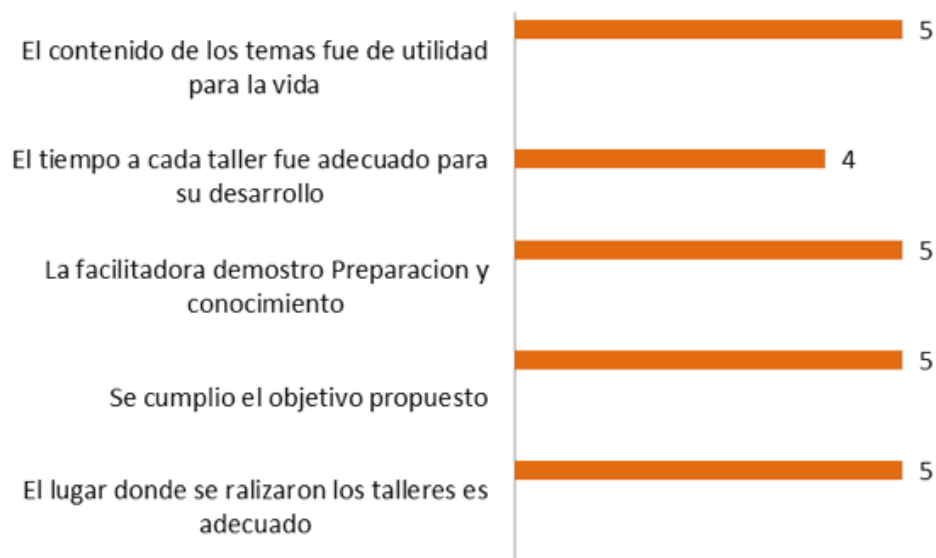 5
El contenido de los temas fue de utilidad
para la vida
El tiempo a cada taller fue adecuado para
4
su desarrollo
5
La facilitadora demostro Preparacion y
conocimiento
5
Se cumplio el objetivo propuesto
5
El lugar donde se ralizaron los talleres es
adecuado